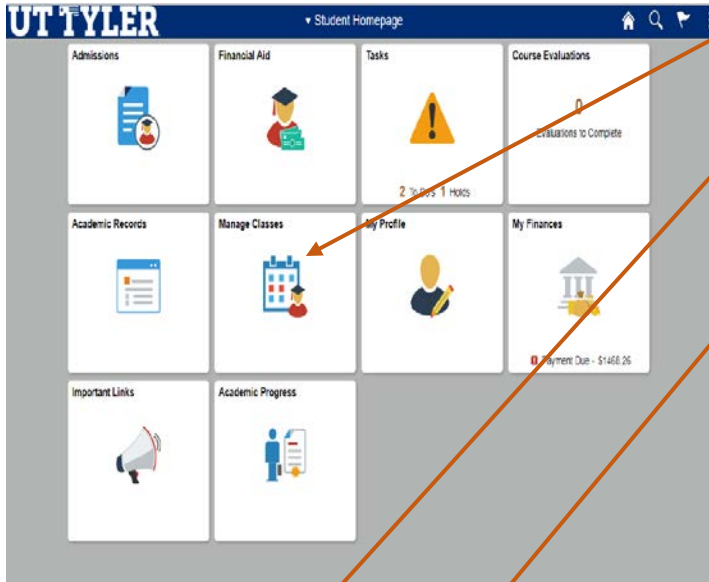 UT TYLER
▾ Student Homepage
Admissions
Financial Aid
Tasks
2 To Do's 1 Holds
Course Evaluations
0
Evaluations to Complete
Academic Records
Manage Classes
My Profile
My Finances
Payment Due - $1468.26
Important Links
Academic Progress